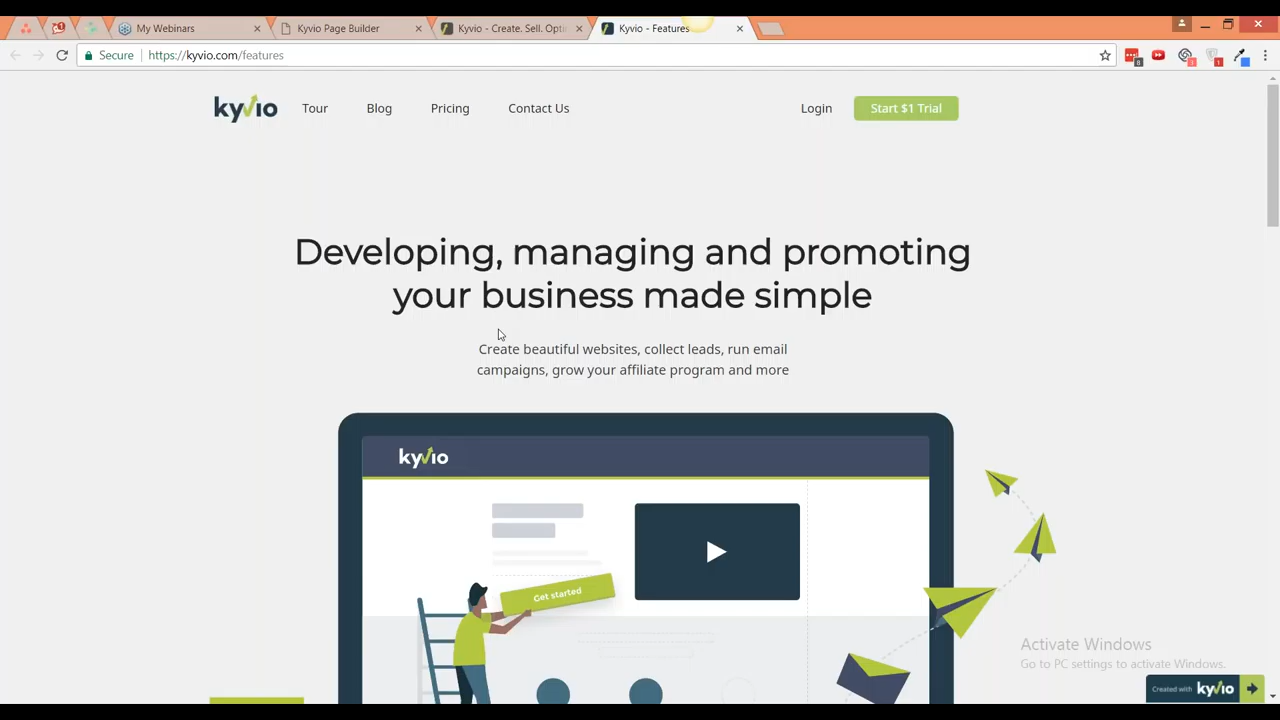 My Webinars
Kyvio Page Builder
Kyvio - Create. Sell. Opti
Kyvio - Features
Secure
https://kyvio.com/features
8
3
1
kyvio
Tour
Blog
Pricing
Contact Us
Login
Start $1 Trial
Developing, managing and promoting
your business made simple
Create beautiful websites, collect leads, run email
campaigns, grow your affiliate program and more
kyvio
Get started
Activate Windows
Go to PC settings to activate Windows.
Created with kyvio